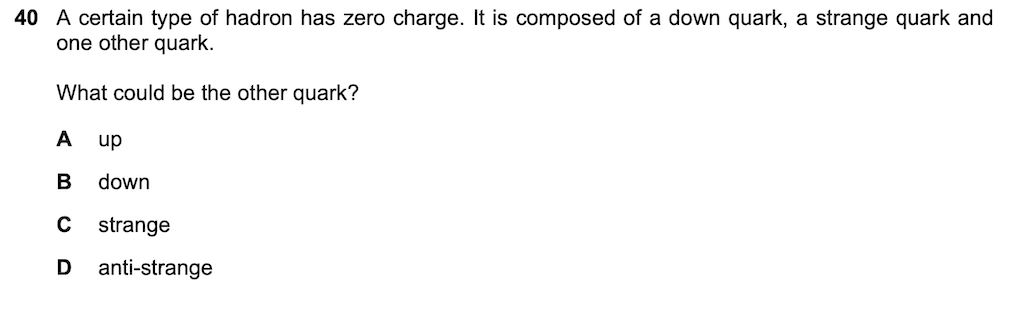 40 A certain type of hadron has zero charge. It is composed of a down quark, a strange quark and
one other quark.
What could be the other quark?
A up
B down
C strange
D anti-strange